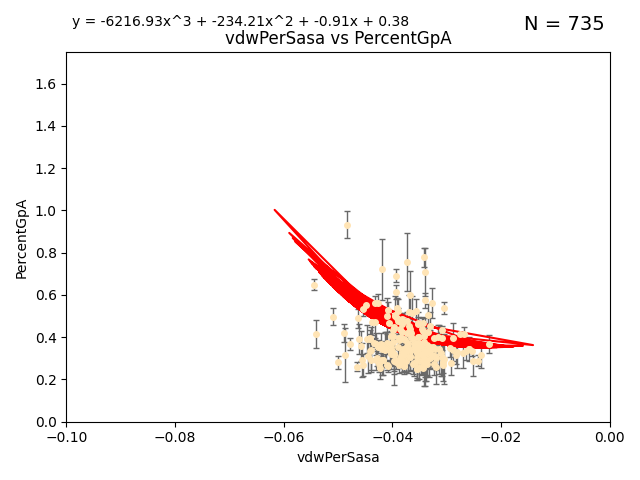 y = -6216.93x^3 + -234.21x^2 + -0.91x + 0.38
N = 735
vdwPerSasa vs PercentGpA
1.6
1.4
1.2
1.0
0.8
0.6
0.4
0.2
0.0
PercentGpA
−0.10 −0.08 −0.06 −0.04 −0.02 0.00
vdwPerSasa